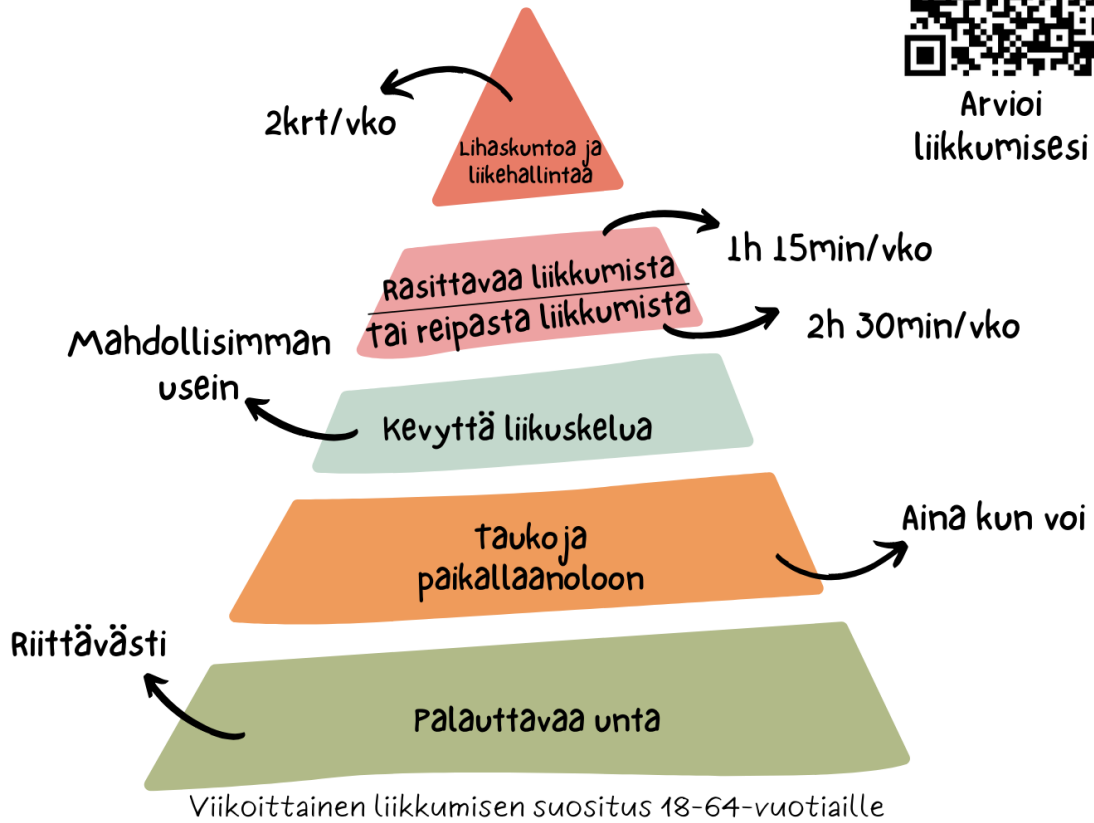 Arvioi
liikkumisesi
2krt/vko
Lihaskuntoa ja
liikehallintaa
1h 15min/vko
Rasittavaa liikkumista
tai reipasta liikkumista
2h 30min/vko
Mahdollisimman
usein
Kevyttä liikuskelua
Aina kun voi
Taukoja
paikallaanoloon
Riittävästi
Palauttavaa unta
Viikoittainen liikkumisen suositus 18-64-vuotiaille